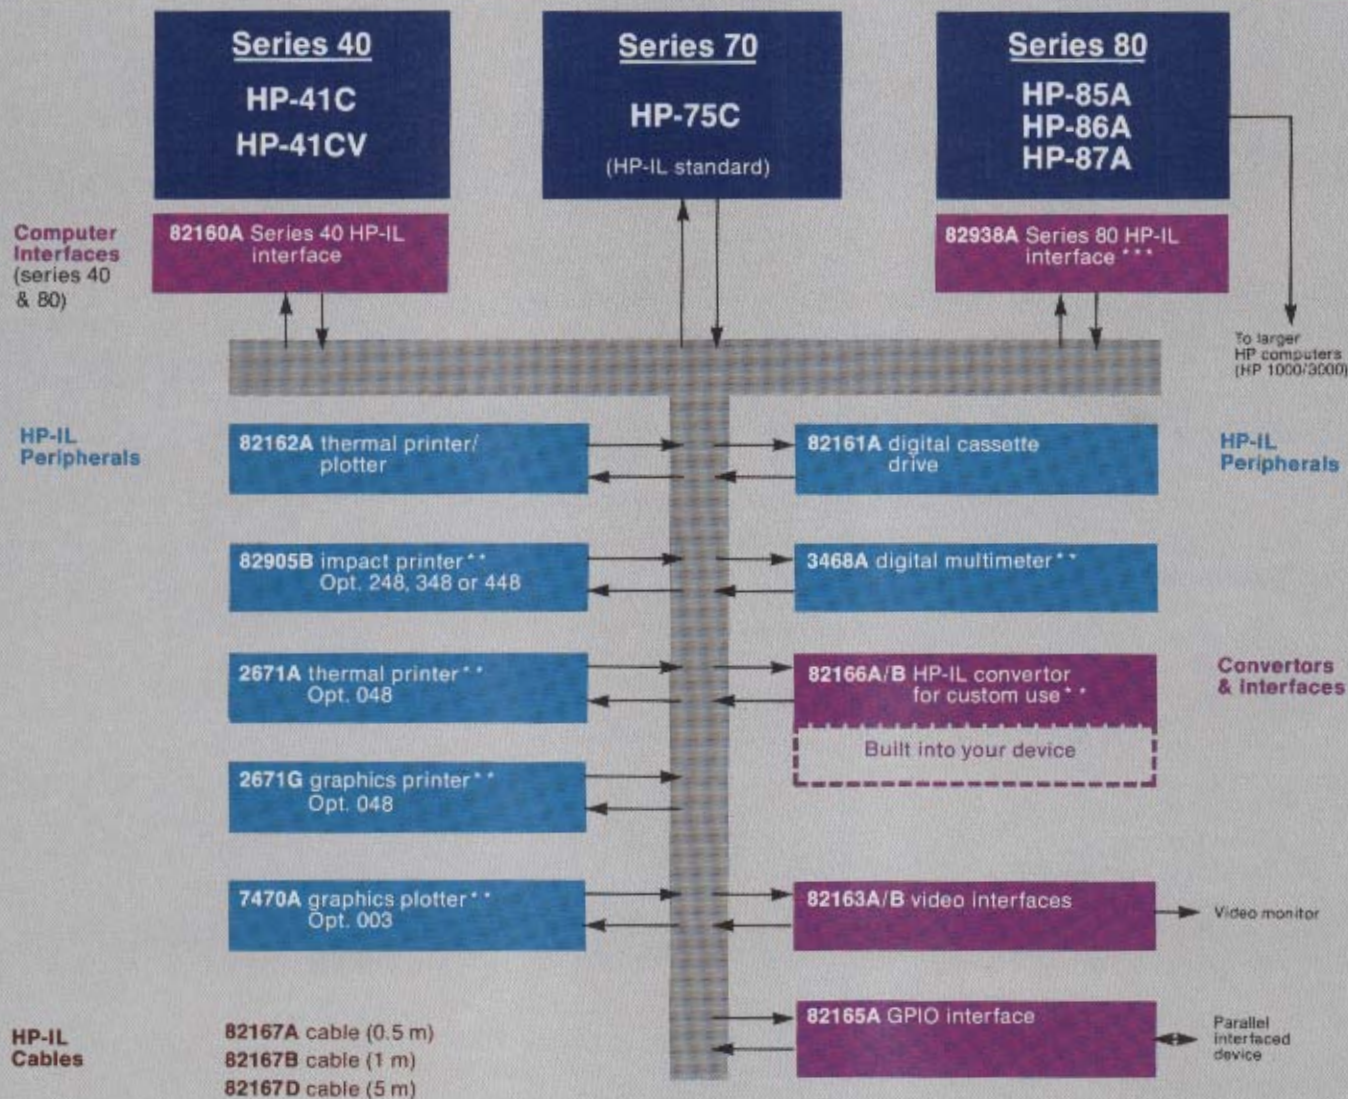 Series 40
HP-41C
HP-41CV
Series 70
HP-75C
(HP-IL standard)
Series 80
HP-85A
HP-86A
HP-87A
Computer
Interfaces
(series 40
& 80)
82160A Series 40 HP-IL
interface
82938A Series 80 HP-IL
interface ***
To larger
HP computers
(HP 1000/3000)
HP-IL
Peripherals
82162A thermal printer/
plotter
82161A digital cassette
drive
HP-IL
Peripherals
82905B impact printer**
Opt. 248, 348 or 448
3468A digital multimeter**
2671A thermal printer**
Opt. 048
82166A/B HP-IL convertor
for custom use**
Built into your device
Convertors
& Interfaces
2671G graphics printer**
Opt. 048
7470A graphics plotter**
Opt. 003
82163A/B video interfaces
Video monitor
82165A GPIO interface
Parallel
interfaced
device
HP-IL
Cables
82167A cable (0.5 m)
82167B cable (1 m)
82167D cable (5 m)